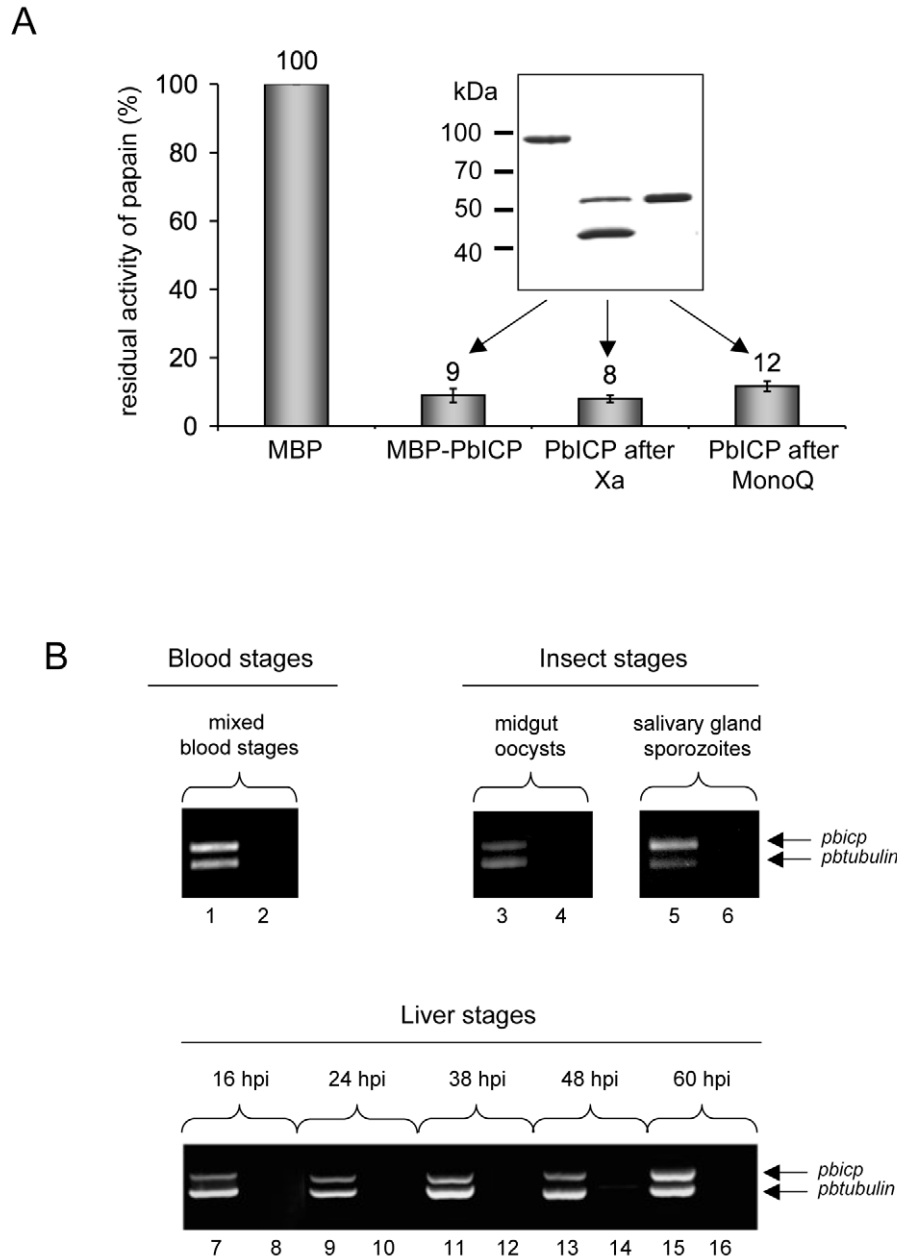 A
residual activity of papain (%)
100
80
60
40
20
0
100
9
8
12
MBP
MBP-PbICP
PbICP after
Xa
PbICP after
MonoQ
kDa
100
70
50
40
B
Blood stages
Insect stages
mixed
blood stages
midgut
oocysts
salivary gland
sporozoites
pbicp
pbtubulin
1 2 3 4 5 6
Liver stages
16 hpi 24 hpi 38 hpi 48 hpi 60 hpi
pbicp
pbtubulin
7 8 9 10 11 12 13 14 15 16